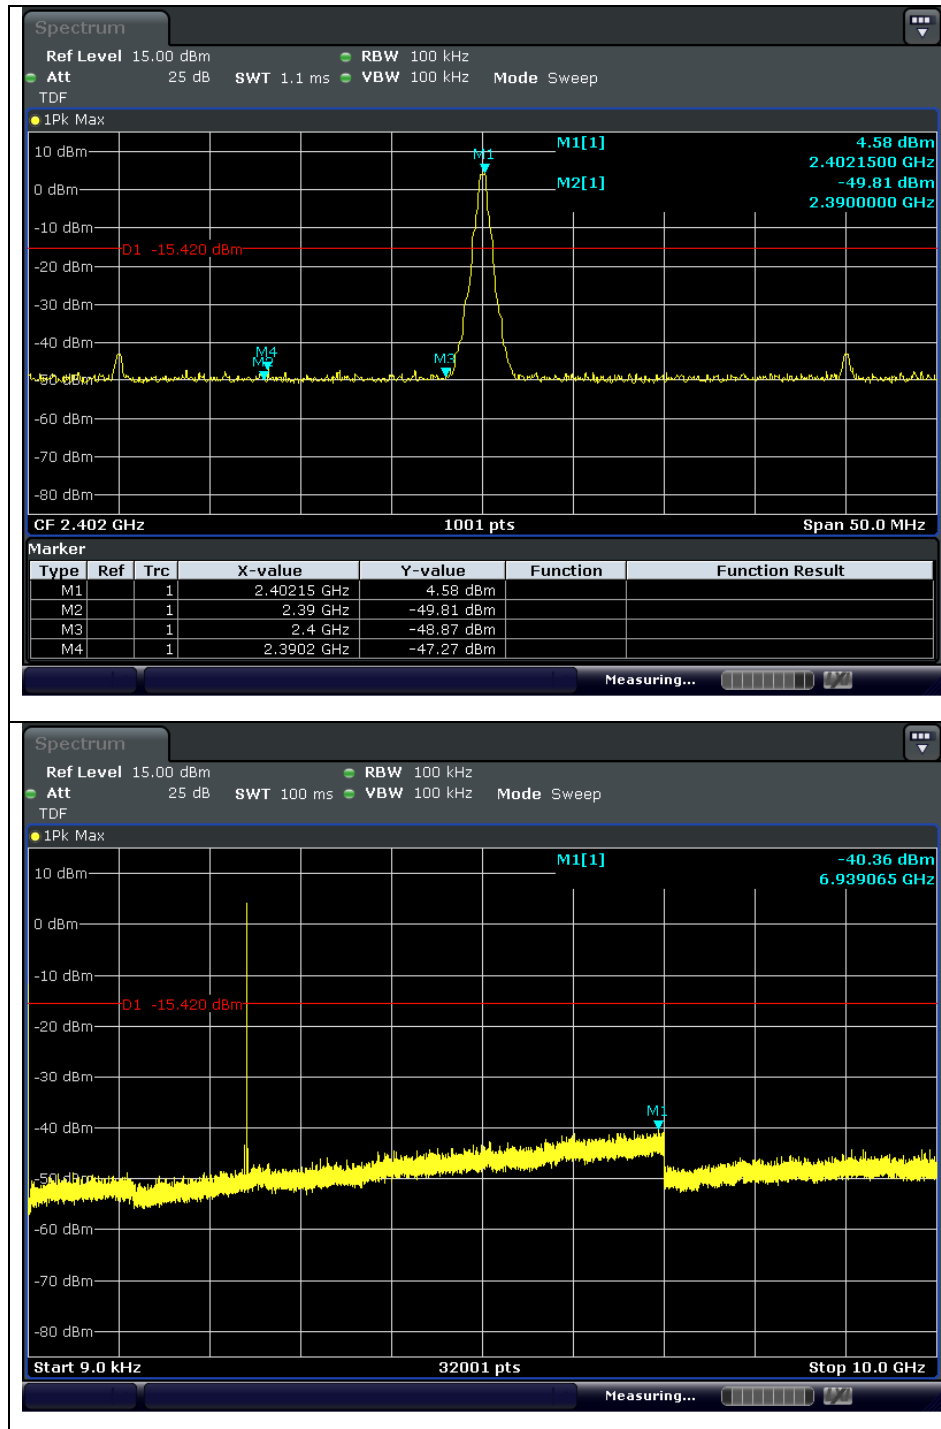 Spectrum
Ref Level 15.00 dBm RBW 100 kHz
Att 25 dB SWT 1.1 ms VBW 100 kHz Mode Sweep
TDF
1Pk Max
M1[1] 4.58 dBm
2.4021500 GHz
M2[1] -49.81 dBm
2.3900000 GHz
10 dBm
M1
0 dBm
-10 dBm
D1 -15.420 dBm
-20 dBm
-30 dBm
-40 dBm
M4
M2
M3
-50 dBm
-60 dBm
-70 dBm
-80 dBm
CF 2.402 GHz 1001 pts Span 50.0 MHz
Marker
Type Ref Trc X-value Y-value Function Function Result
M1 1 2.40215 GHz 4.58 dBm
M2 1 2.39 GHz -49.81 dBm
M3 1 2.4 GHz -48.87 dBm
M4 1 2.3902 GHz -47.27 dBm
Measuring...
Spectrum
Ref Level 15.00 dBm RBW 100 kHz
Att 25 dB SWT 100 ms VBW 100 kHz Mode Sweep
TDF
1Pk Max
M1[1] -40.36 dBm
6.939065 GHz
10 dBm
0 dBm
-10 dBm
D1 -15.420 dBm
-20 dBm
-30 dBm
M1
-40 dBm
-50 dBm
-60 dBm
-70 dBm
-80 dBm
Start 9.0 kHz 32001 pts Stop 10.0 GHz
Measuring...